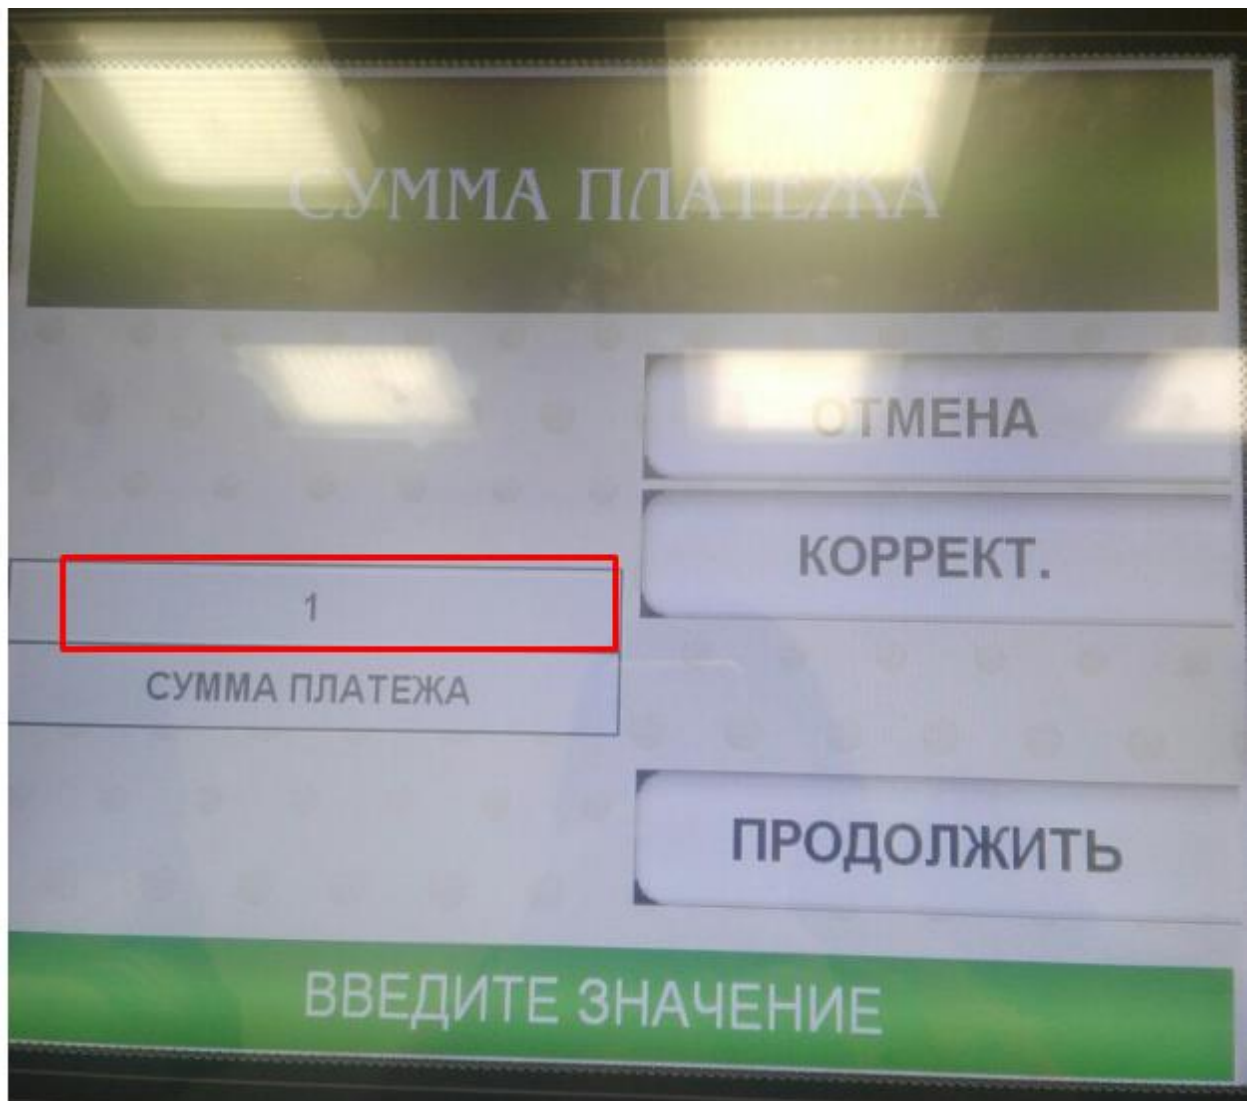 СУММА ПЛАТЕЖА
ОТМЕНА
КОРРЕКТ.
1
СУММА ПЛАТЕЖА
ПРОДОЛЖИТЬ
ВВЕДИТЕ ЗНАЧЕНИЕ